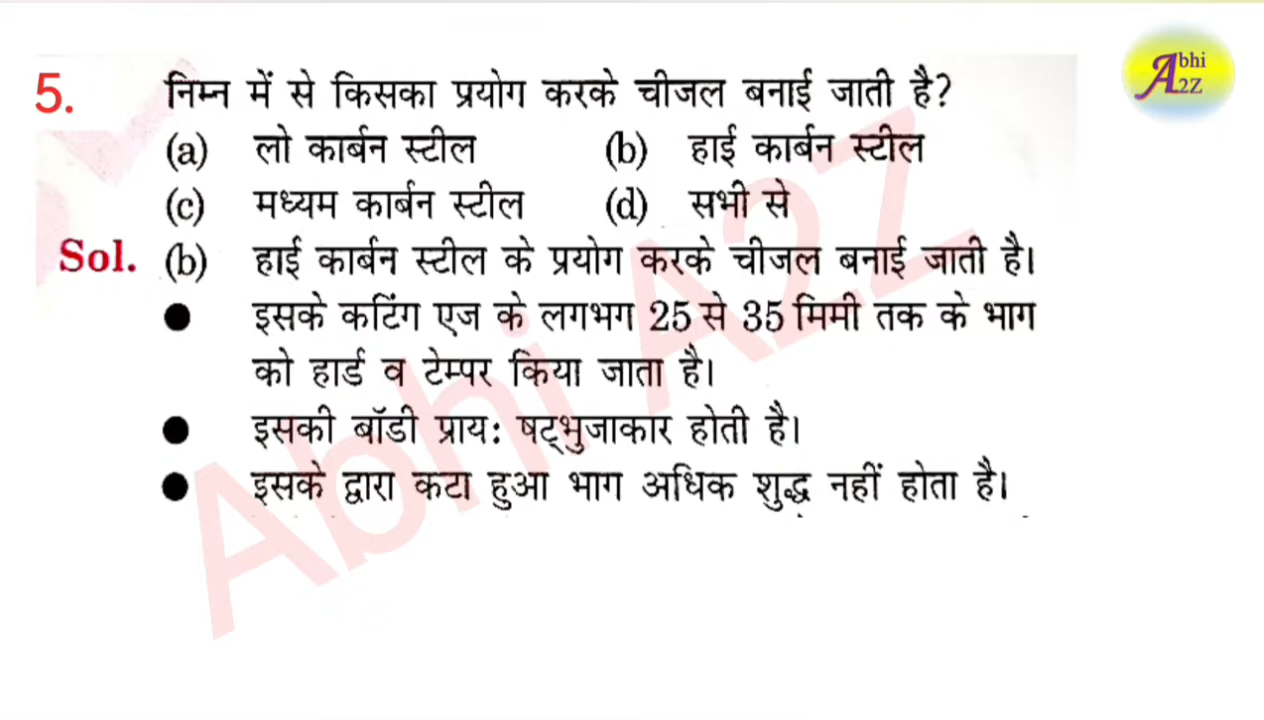 Abhi A2Z
5. निम्न में से किसका प्रयोग करके चीजल बनाई जाती है?
(a) लो कार्बन स्टील (b) हाई कार्बन स्टील
(c) मध्यम कार्बन स्टील (d) सभी से
Sol. (b) हाई कार्बन स्टील के प्रयोग करके चीजल बनाई जाती है।
● इसके कटिंग एज के लगभग 25 से 35 मिमी तक के भाग
को हार्ड व टेम्पर किया जाता है।
● इसकी बॉडी प्राय: षट्भुजाकार होती है।
● इसके द्वारा कटा हुआ भाग अधिक शुद्ध नहीं होता है।
Abhi A2Z